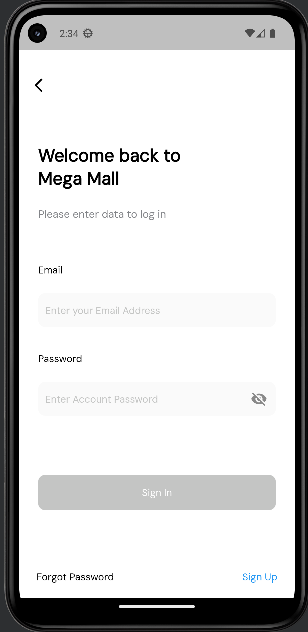 2:34
Welcome back to
Mega Mall
Please enter data to log in
Email
Enter your Email Address
Password
Enter Account Password
Sign In
Forgot Password Sign Up